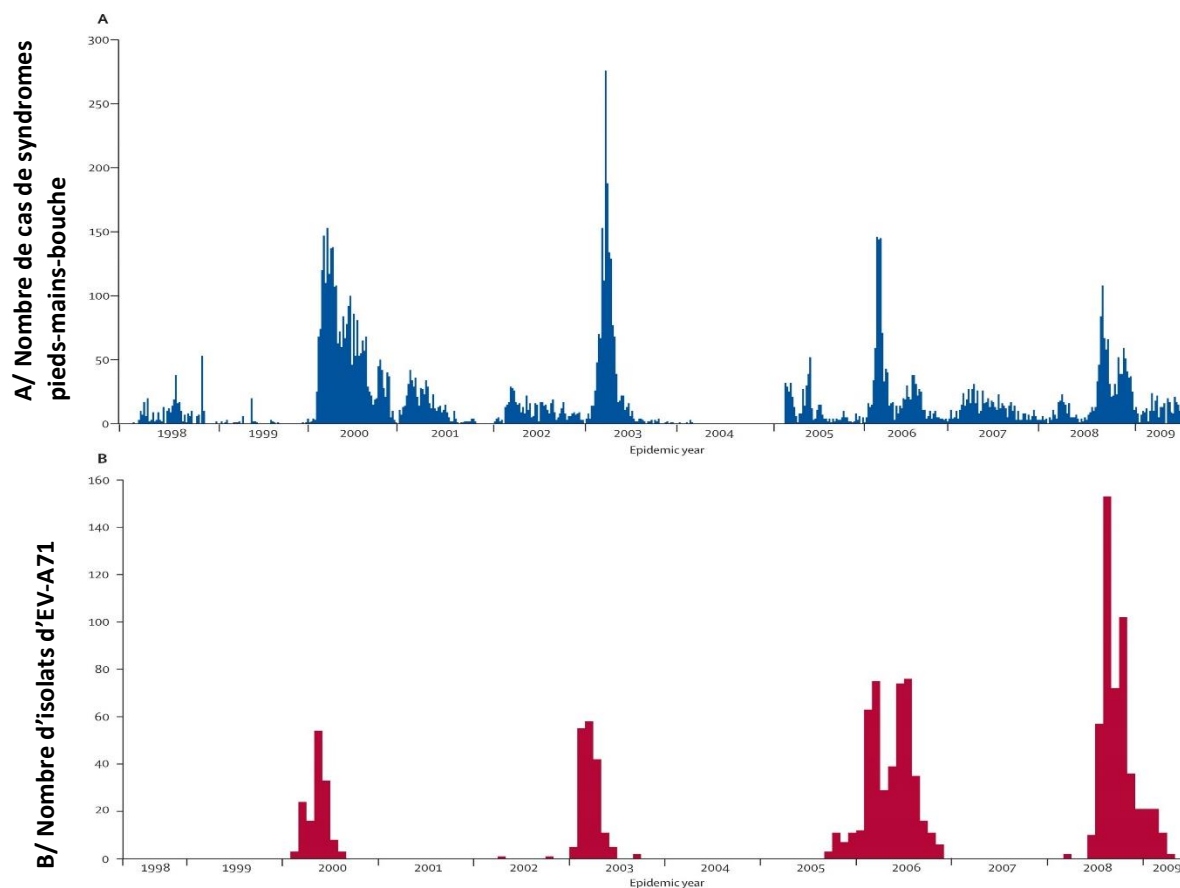 A
A/ Nombre de cas de syndromes
pieds-mains-bouche
300
250
200
150
100
50
0
1998 1999 2000 2001 2002 2003 2004 2005 2006 2007 2008 2009
Epidemic year
B
B/ Nombre d’isolats d’EV-A71
160
140
120
100
80
60
40
20
0
1998 1999 2000 2001 2002 2003 2004 2005 2006 2007 2008 2009
Epidemic year